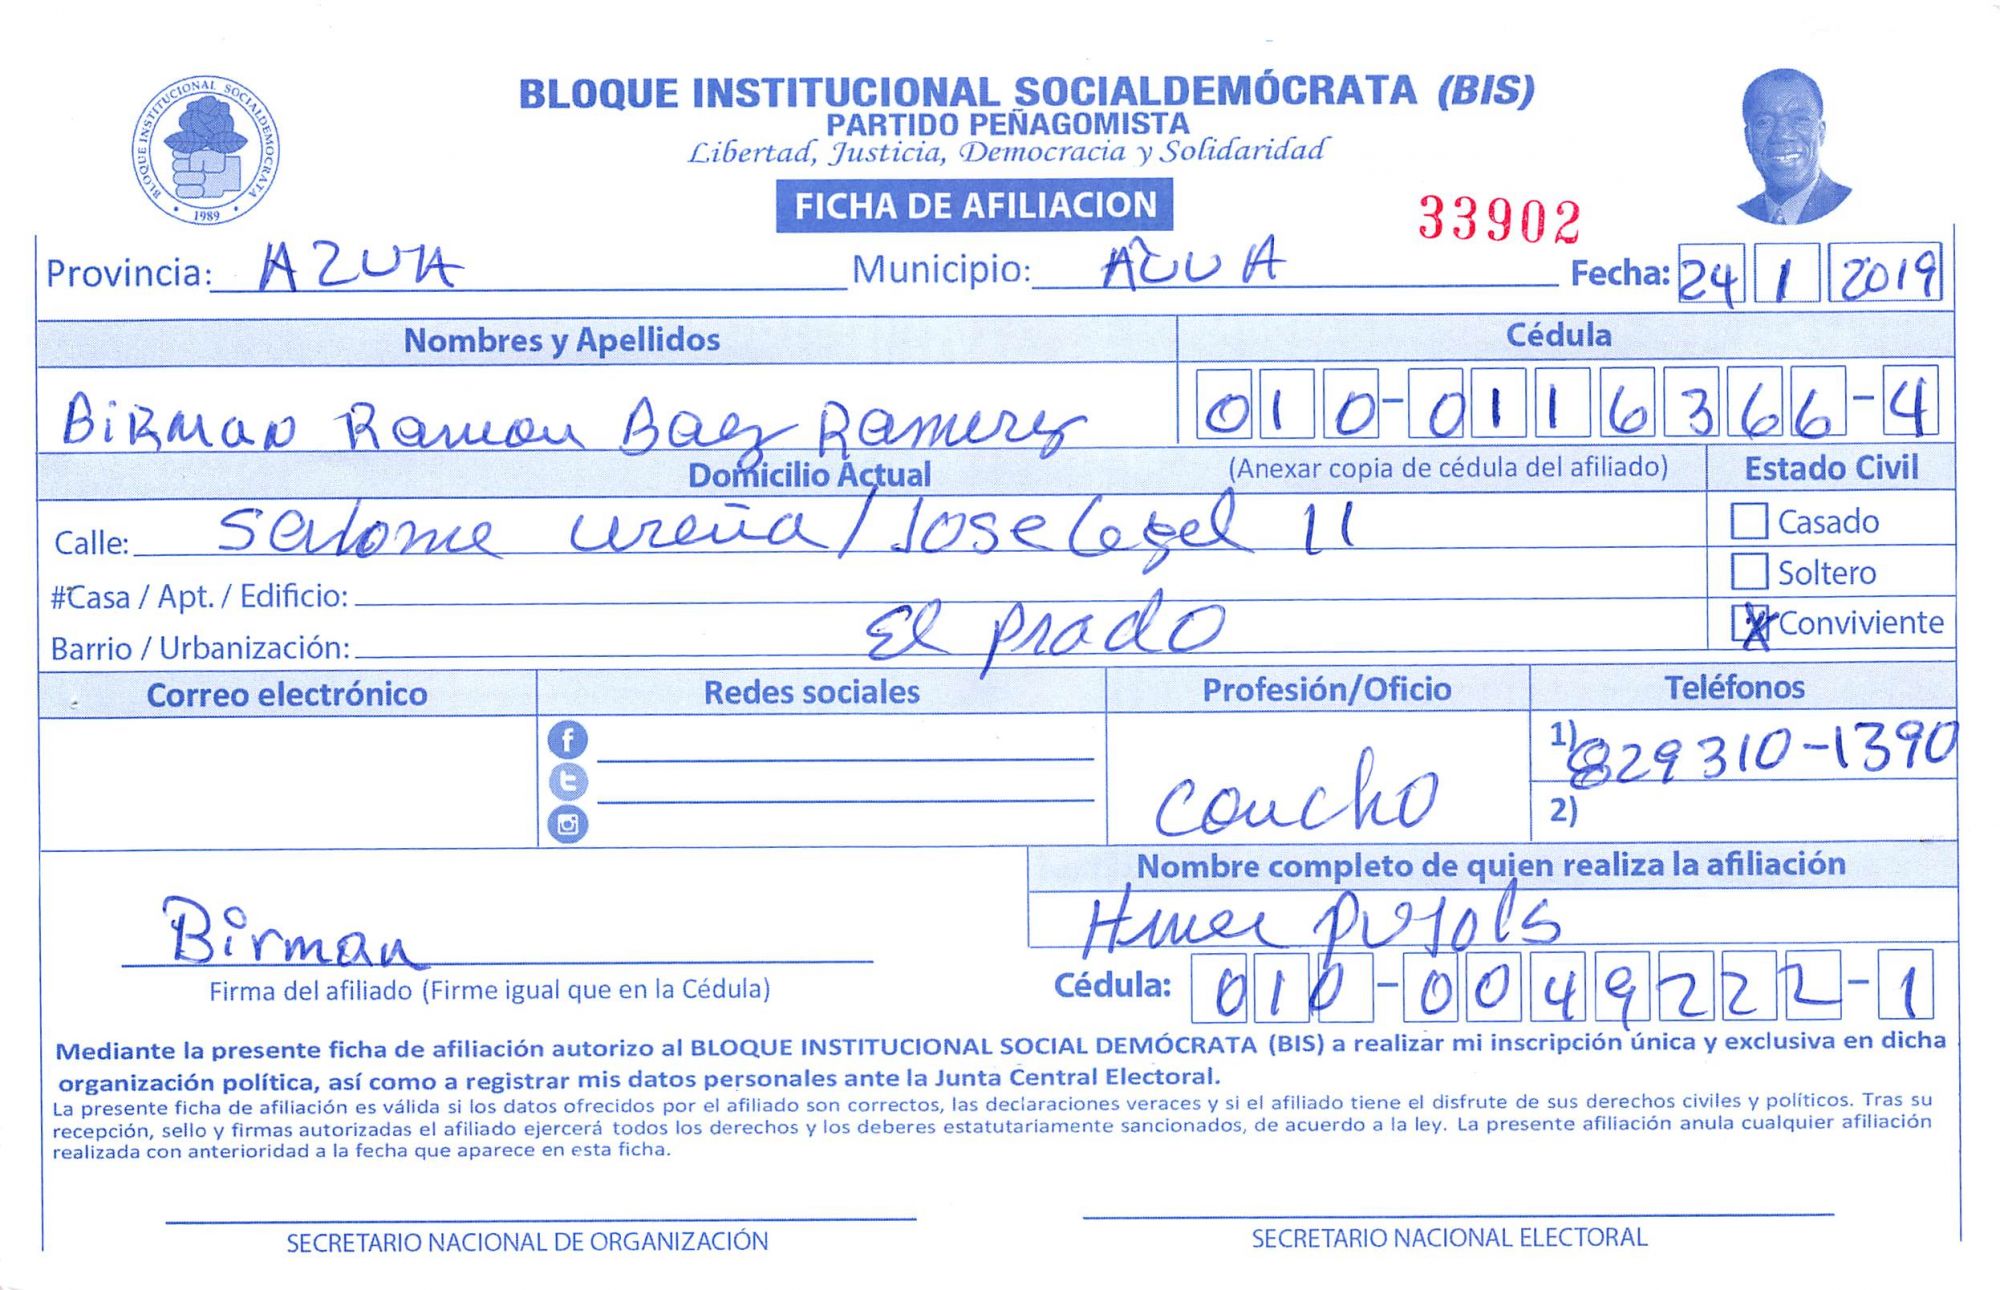 BLOQUE INSTITUCIONAL SOCIALDEMOCRATA
1989
BLOQUE INSTITUCIONAL SOCIALDEMÓCRATA (BIS)
PARTIDO PEÑAGOMISTA
Libertad, Justicia, Democracia y Solidaridad
FICHA DE AFILIACION
33902
Provincia: AZUA Municipio: AZUA Fecha: 24 1 2019
Nombres y Apellidos Cédula
BIRMAN Ramon Baez Ramirez 010-0116366-4
Domicilio Actual (Anexar copia de cédula del afiliado) Estado Civil
Calle: Salome Ureña / Jose 11 Casado
#Casa / Apt. / Edificio: Soltero
Barrio / Urbanización: El prado X Conviviente
Correo electrónico Redes sociales Profesión/Oficio Teléfonos
1) 829310-1390
Concho
2)
Nombre completo de quien realiza la afiliación
Birman pujols
Firma del afiliado (Firme igual que en la Cédula) Cédula: 010-0049222-1
Mediante la presente ficha de afiliación autorizo al BLOQUE INSTITUCIONAL SOCIAL DEMÓCRATA (BIS) a realizar mi inscripción única y exclusiva en dicha
organización política, así como a registrar mis datos personales ante la Junta Central Electoral.
La presente ficha de afiliación es válida si los datos ofrecidos por el afiliado son correctos, las declaraciones veraces y si el afiliado tiene el disfrute de sus derechos civiles y políticos. Tras su
recepción, sello y firmas autorizadas el afiliado ejercerá todos los derechos y los deberes estatutariamente sancionados, de acuerdo a la ley. La presente afiliación anula cualquier afiliación
realizada con anterioridad a la fecha que aparece en esta ficha.
SECRETARIO NACIONAL DE ORGANIZACIÓN SECRETARIO NACIONAL ELECTORAL